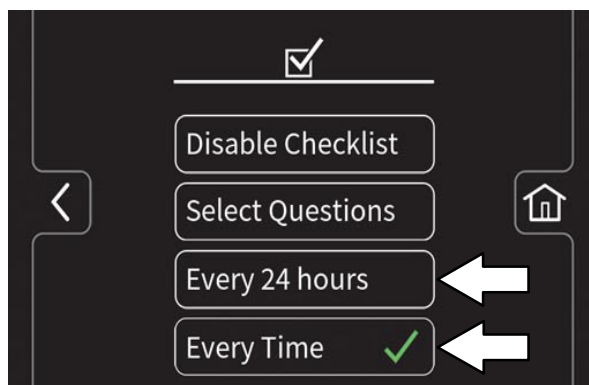 Disable Checklist
Select Questions
Every 24 hours
Every Time